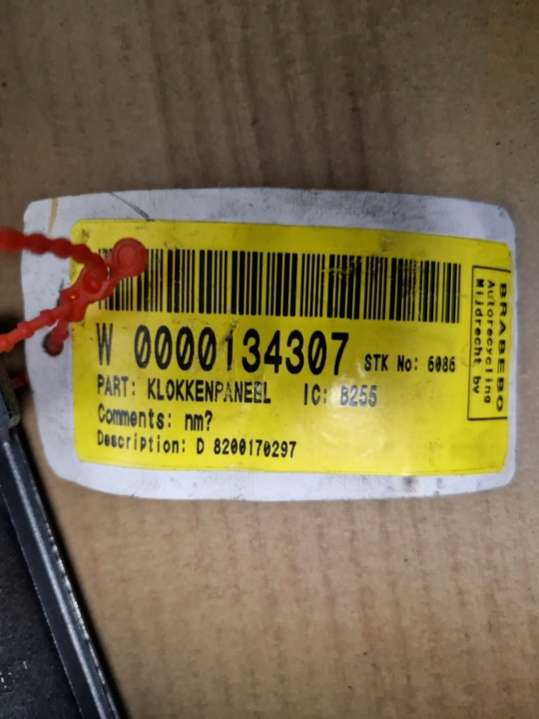 W 0000134307 STK No: 6086
PART: KLOKKENPANEEL IC: B255
Comments: nm?
Description: D 8200170297
BRABEBO
Autorecycling
Mijdrecht bv